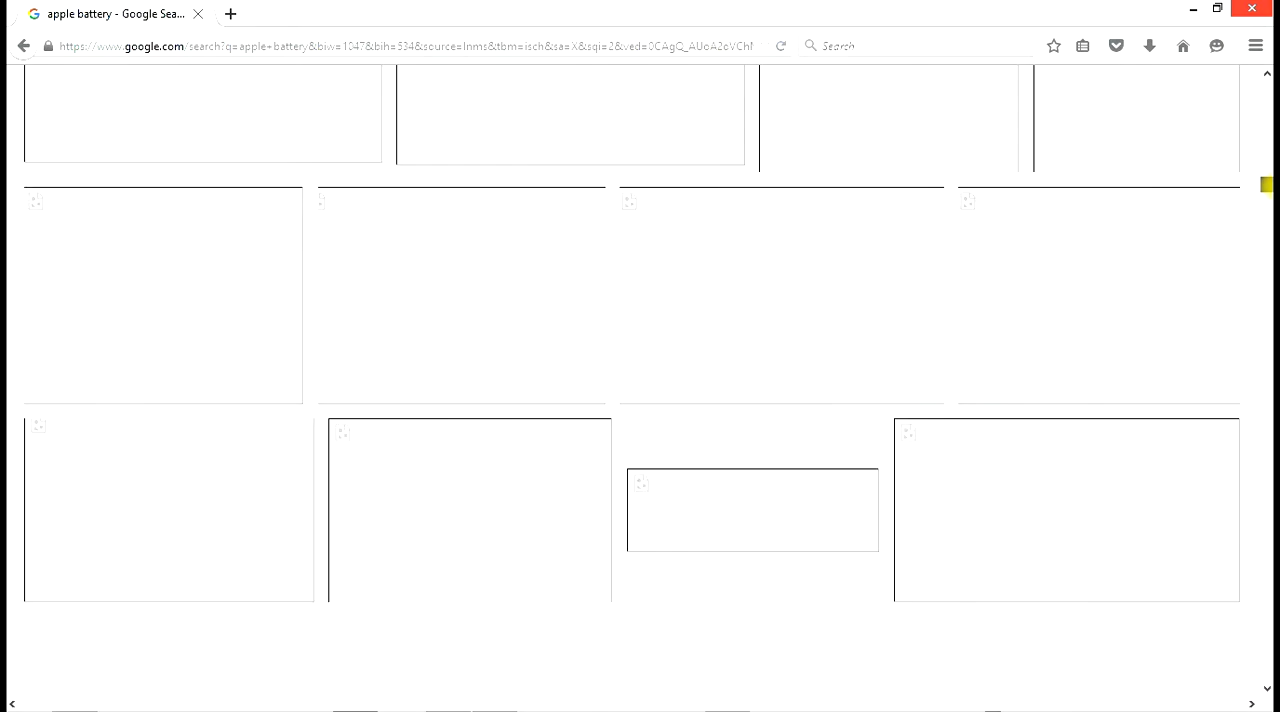 apple battery - Google Sea...
https://www.google.com/search?q=apple+battery&biw=1047&bih=534&source=lnms&tbm=isch&sa=X&sqi=2&ved=
Search